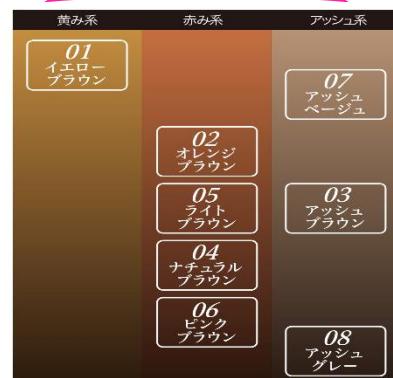 黄み系
赤み系
アッシュ系
01
イエロー
ブラウン
02
オレンジ
ブラウン
05
ライト
ブラウン
04
ナチュラル
ブラウン
06
ピンク
ブラウン
07
アッシュ
ベージュ
03
アッシュ
ブラウン
08
アッシュ
グレー